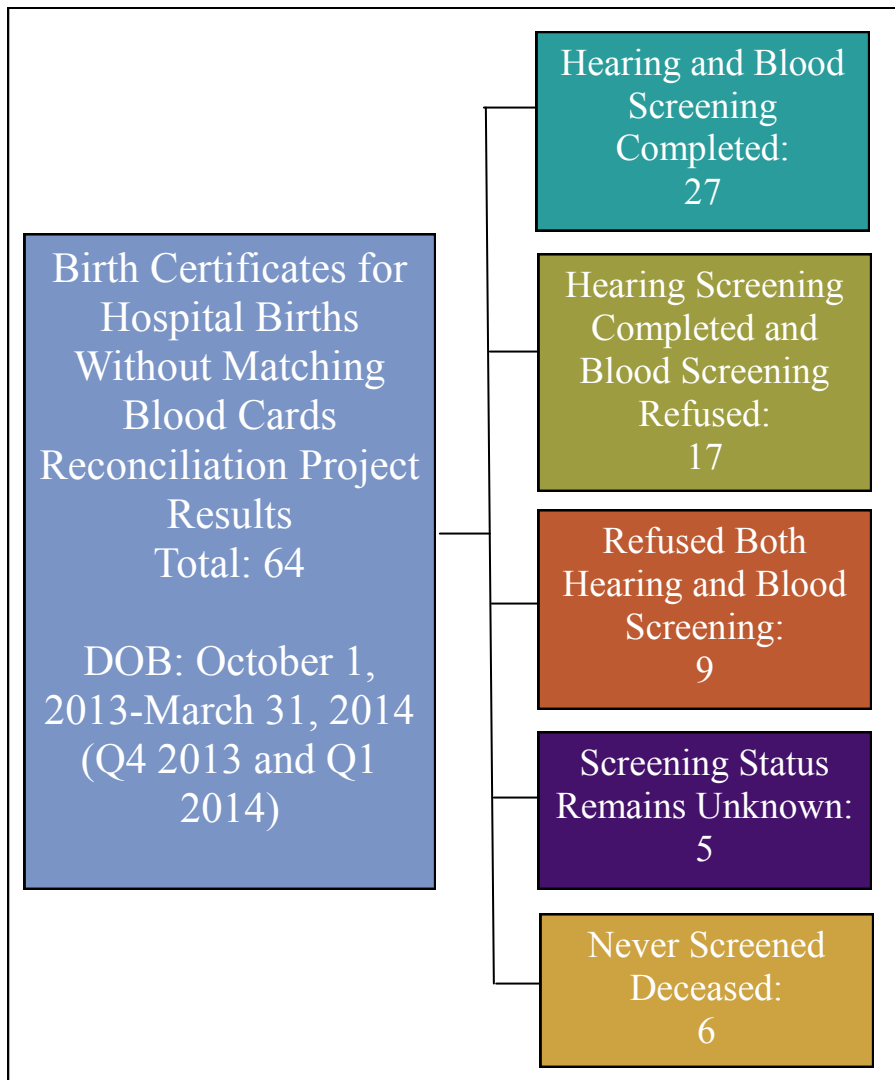 Birth Certificates for
Hospital Births
Without Matching
Blood Cards
Reconciliation Project
Results
Total: 64
DOB: October 1,
2013-March 31, 2014
(Q4 2013 and Q1
2014)
Hearing and Blood
Screening
Completed:
27
Hearing Screening
Completed and
Blood Screening
Refused:
17
Refused Both
Hearing and Blood
Screening:
9
Screening Status
Remains Unknown:
5
Never Screened
Deceased:
6